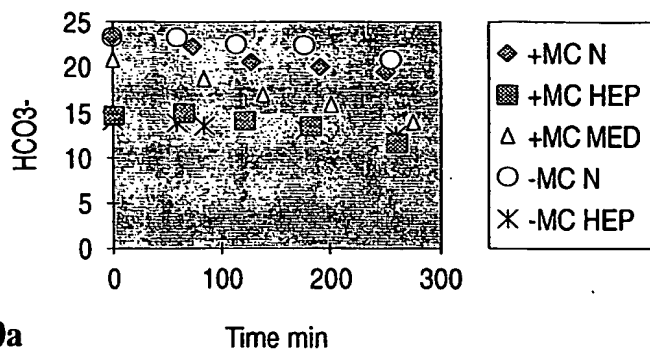 25
20
15
10
5
0
HCO3-
0 100 200 300
Time min
+MC N
+MC HEP
+MC MED
-MC N
-MC HEP